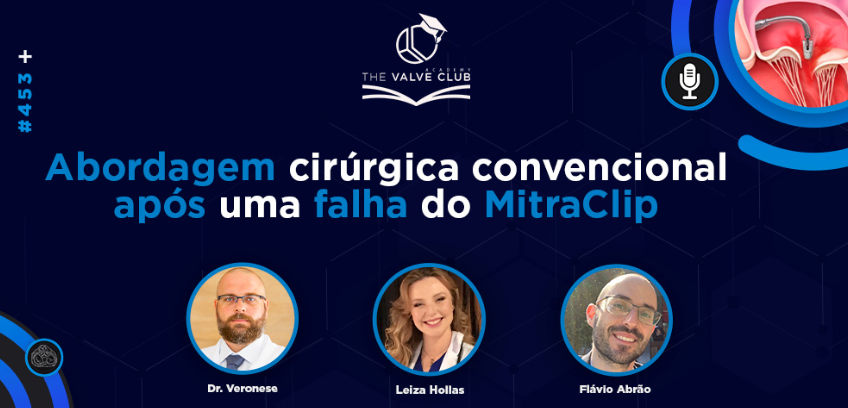 #453 +
ACADEMY
THE VALVE CLUB
Abordagem cirúrgica convencional
após uma falha do MitraClip
Dr. Veronese
Leiza Hollas
Flávio Abrão